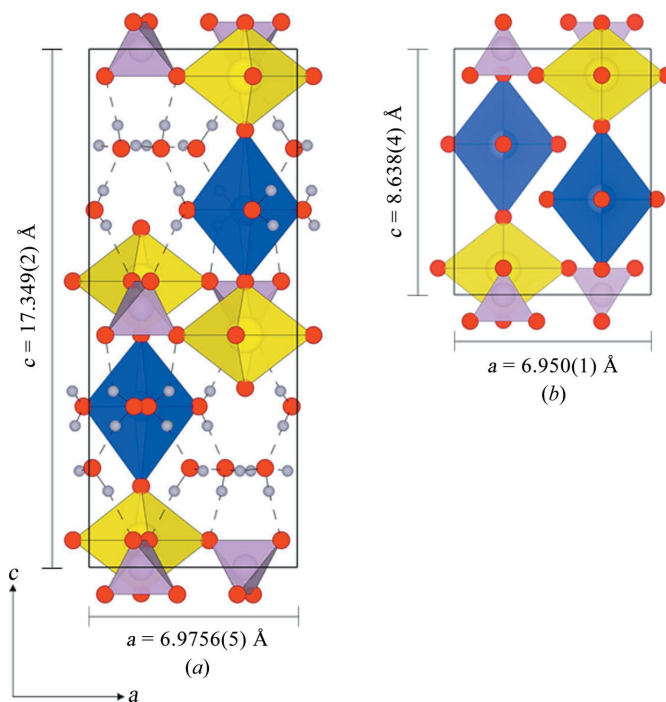 c = 17.349(2) Å
c = 8.638(4) Å
a = 6.950(1) Å
(b)
a = 6.9756(5) Å
(a)
c
a